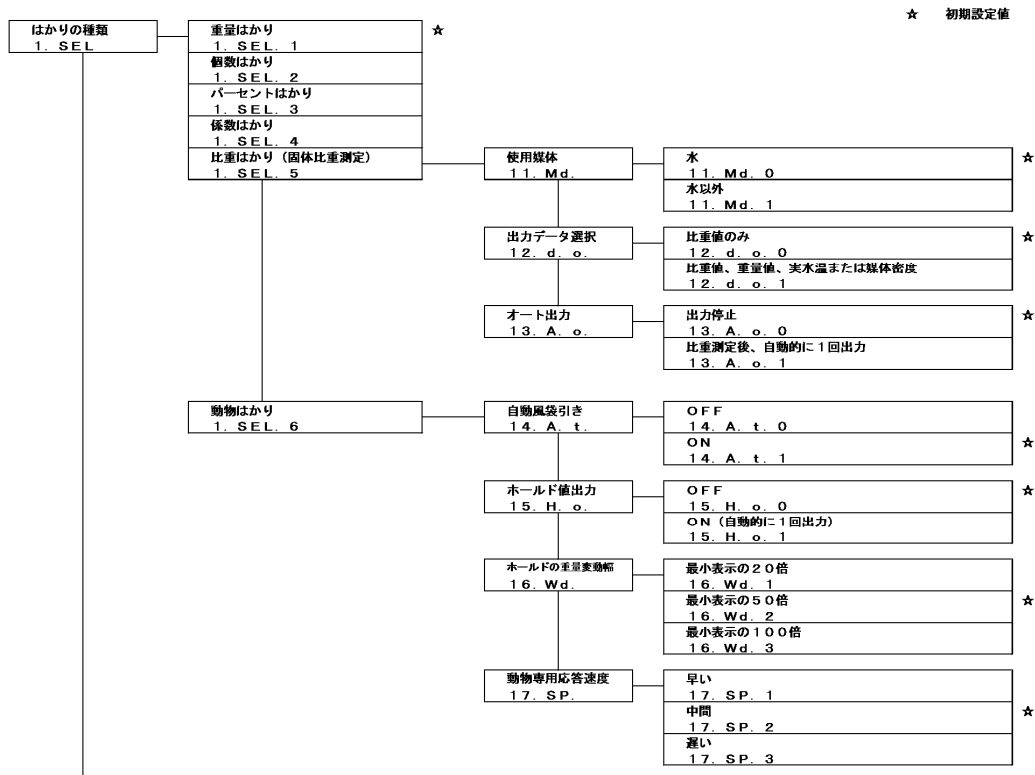 ☆ 初期設定値
はかりの種類
1. SEL
重量はかり ☆
1. SEL. 1
個数はかり
1. SEL. 2
パーセントはかり
1. SEL. 3
係数はかり
1. SEL. 4
比重はかり（固体比重測定）
1. SEL. 5
使用媒体
11. Md.
水 ☆
11. Md. 0
水以外
11. Md. 1
出力データ選択
12. d. o.
比重値のみ ☆
12. d. o. 0
比重値、重量値、実水温または媒体密度
12. d. o. 1
オート出力
13. A. o.
出力停止 ☆
13. A. o. 0
比重測定後、自動的に1回出力
13. A. o. 1
動物はかり
1. SEL. 6
自動風袋引き
14. A. t.
OFF
14. A. t. 0
ON ☆
14. A. t. 1
ホールド値出力
15. H. o.
OFF ☆
15. H. o. 0
ON（自動的に1回出力）
15. H. o. 1
ホールドの重量変動幅
16. Wd.
最小表示の20倍
16. Wd. 1
最小表示の50倍 ☆
16. Wd. 2
最小表示の100倍
16. Wd. 3
動物専用応答速度
17. SP.
早い
17. SP. 1
中間 ☆
17. SP. 2
遅い
17. SP. 3